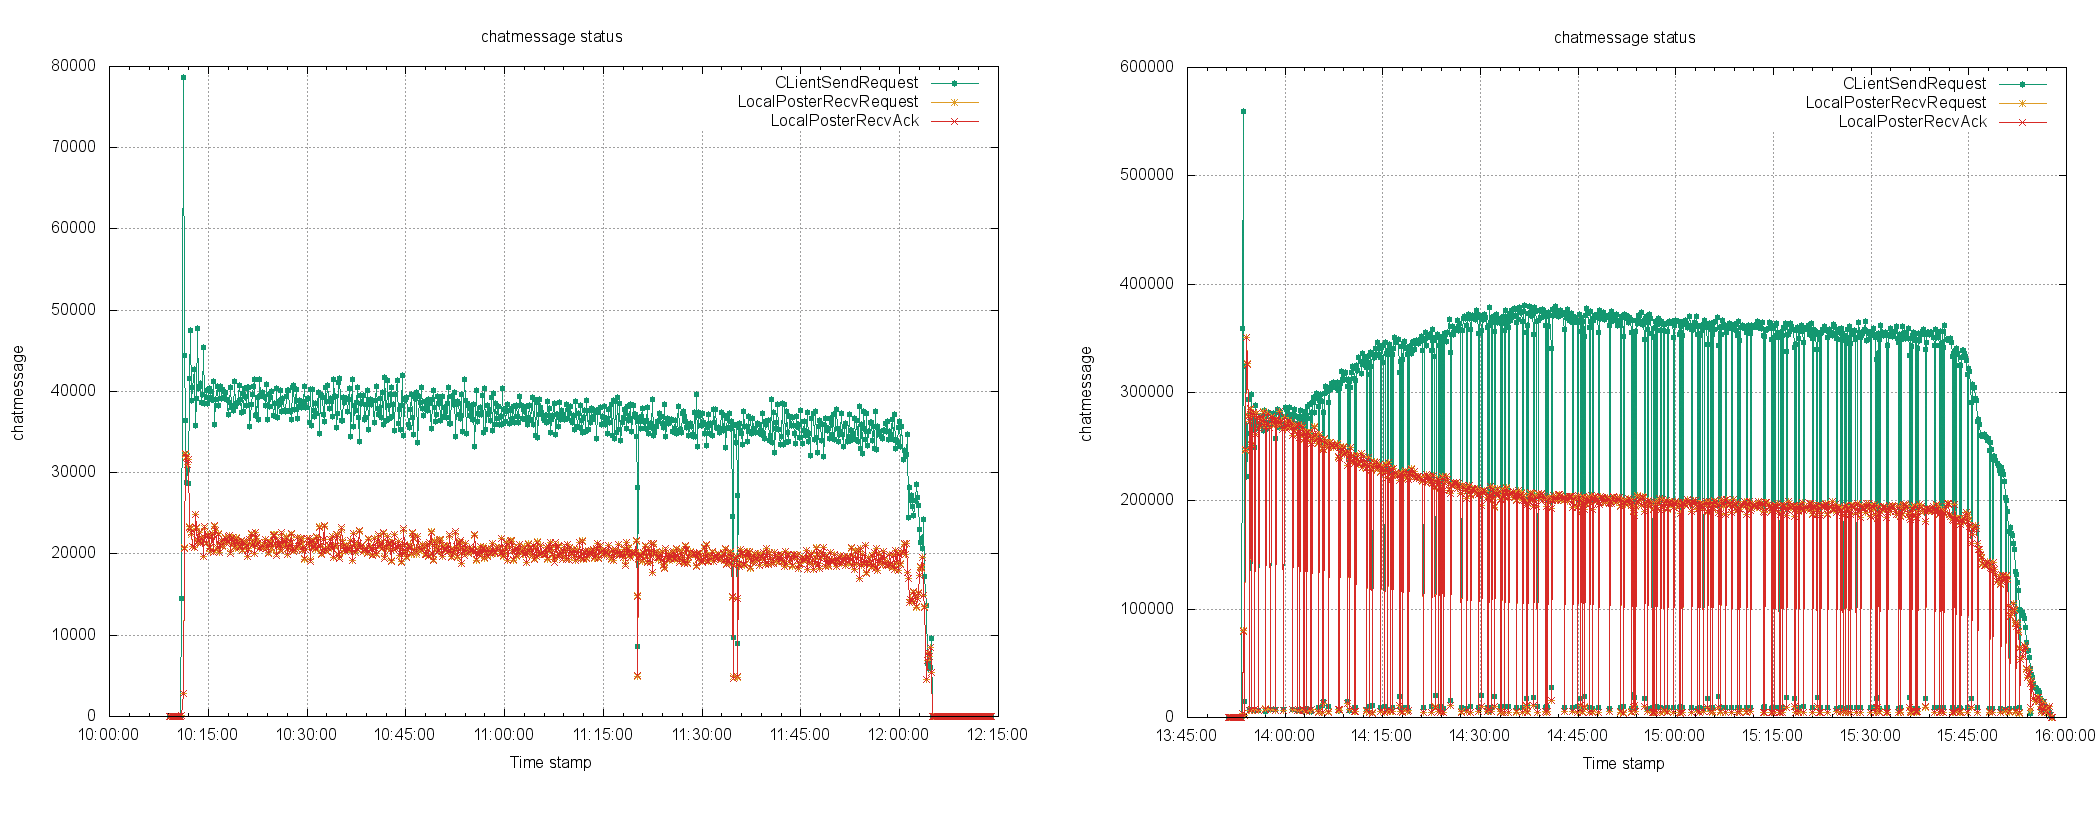 chatmessage status
80000
70000
60000
50000
40000
30000
20000
10000
0
chatmessage
CLientSendRequest
LocalPosterRecvRequest
LocalPosterRecvAck
10:00:00 10:15:00 10:30:00 10:45:00 11:00:00 11:15:00 11:30:00 11:45:00 12:00:00 12:15:00
Time stamp
chatmessage status
600000
500000
400000
300000
200000
100000
0
chatmessage
CLientSendRequest
LocalPosterRecvRequest
LocalPosterRecvAck
13:45:00 14:00:00 14:15:00 14:30:00 14:45:00 15:00:00 15:15:00 15:30:00 15:45:00 16:00:00
Time stamp